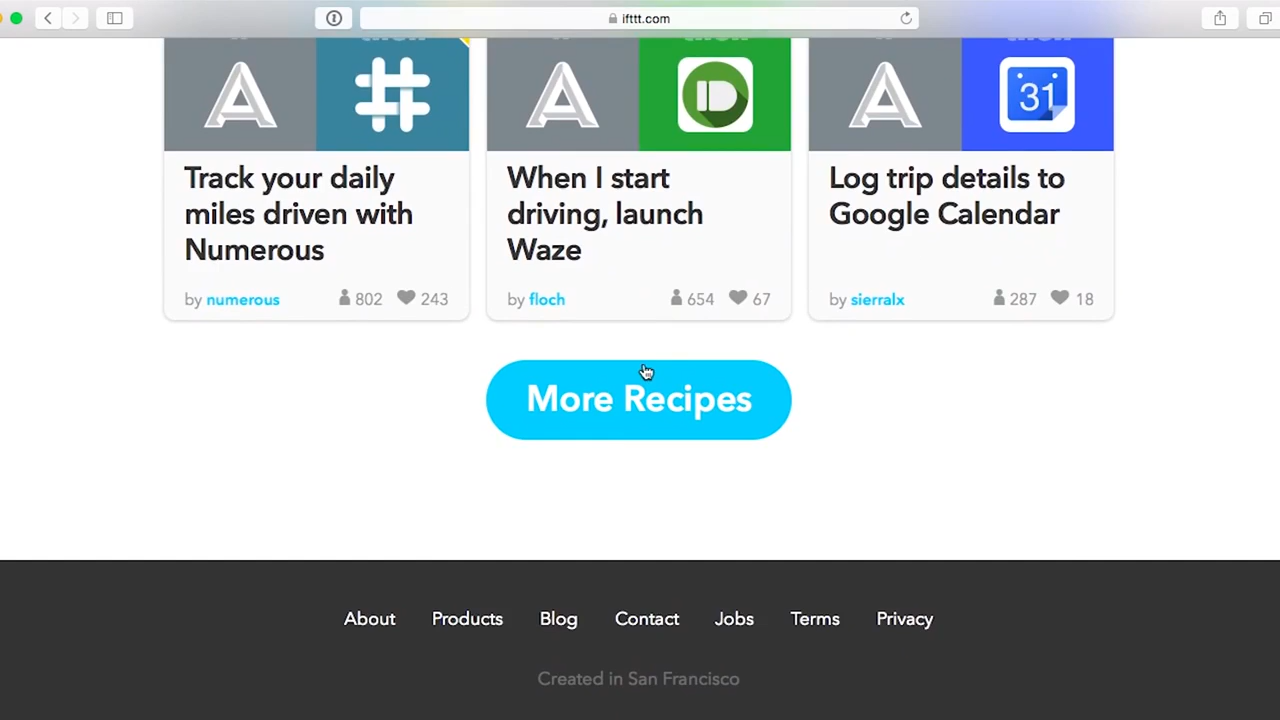 ifttt.com
Track your daily
miles driven with
Numerous
by numerous 802 243
When I start
driving, launch
Waze
by floch 654 67
31
Log trip details to
Google Calendar
by sierralx 287 18
More Recipes
About Products Blog Contact Jobs Terms Privacy
Created in San Francisco